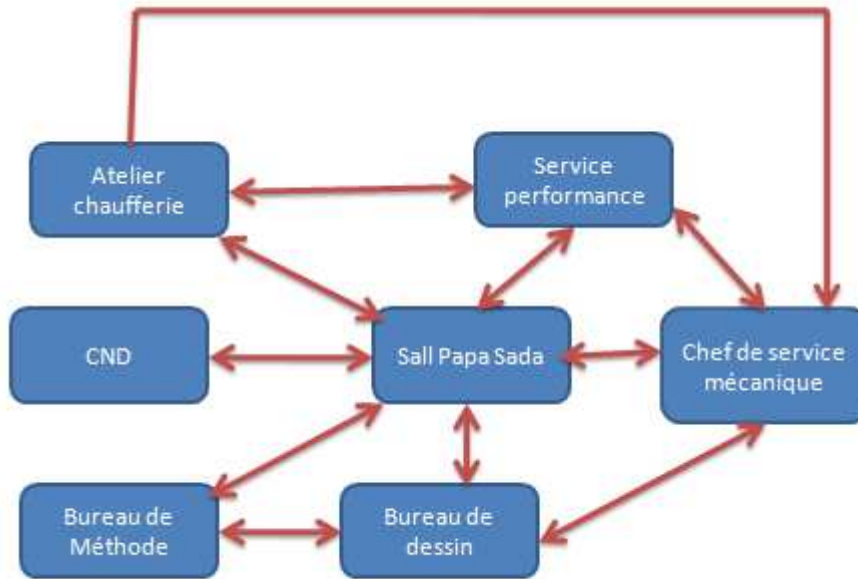 Atelier
chaufferie
Service
performance
CND
Sall Papa Sada
Chef de service
mécanique
Bureau de
Méthode
Bureau de
dessin